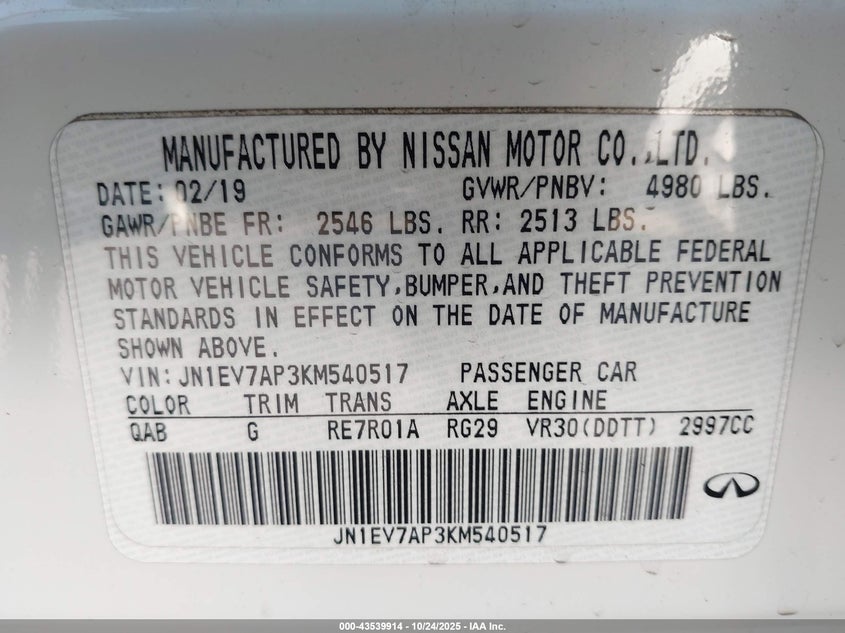 MANUFACTURED BY NISSAN MOTOR CO.,LTD.
DATE: 02/19 GVWR/PNBV: 4980 LBS.
GAWR/PNBE FR: 2546 LBS. RR: 2513 LBS.
THIS VEHICLE CONFORMS TO ALL APPLICABLE FEDERAL
MOTOR VEHICLE SAFETY,BUMPER,AND THEFT PREVENTION
STANDARDS IN EFFECT ON THE DATE OF MANUFACTURE
SHOWN ABOVE.
VIN: JN1EV7AP3KM540517 PASSENGER CAR
COLOR TRIM TRANS AXLE ENGINE
QAB G RE7R01A RG29 VR30(DDTT) 2997CC
JN1EV7AP3KM540517
000-43539914 - 10/24/2025 - IAA Inc.